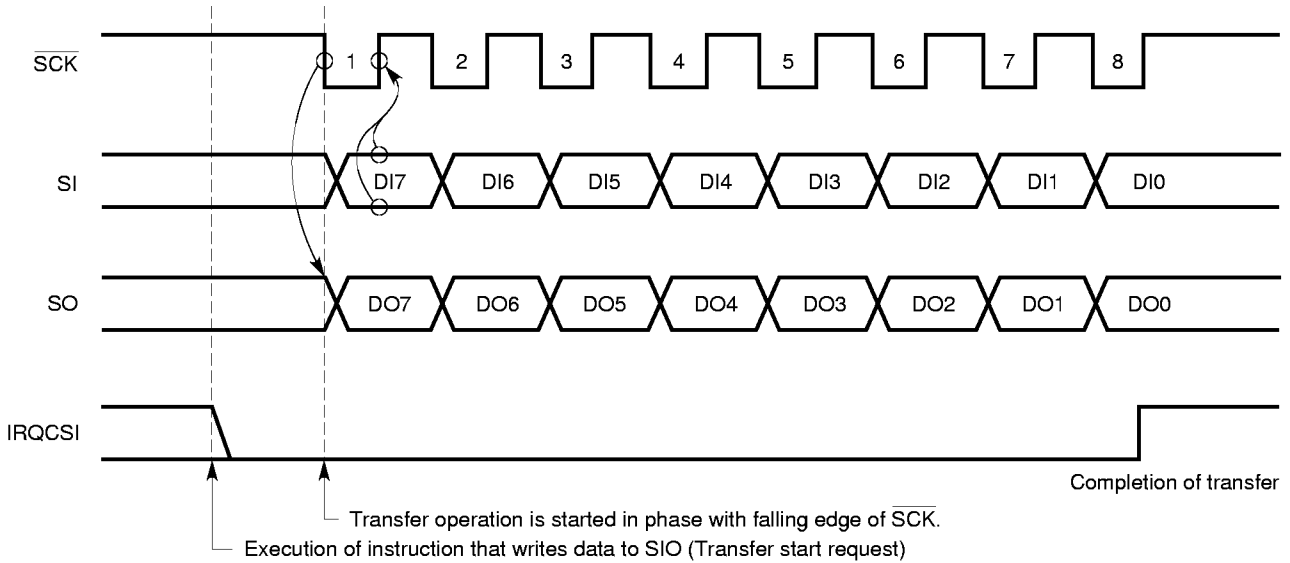 SCK 1 2 3 4 5 6 7 8
SI DI7 DI6 DI5 DI4 DI3 DI2 DI1 DI0
SO DO7 DO6 DO5 DO4 DO3 DO2 DO1 DO0
IRQCSI
Completion of transfer
Transfer operation is started in phase with falling edge of SCK.
Execution of instruction that writes data to SIO (Transfer start request)